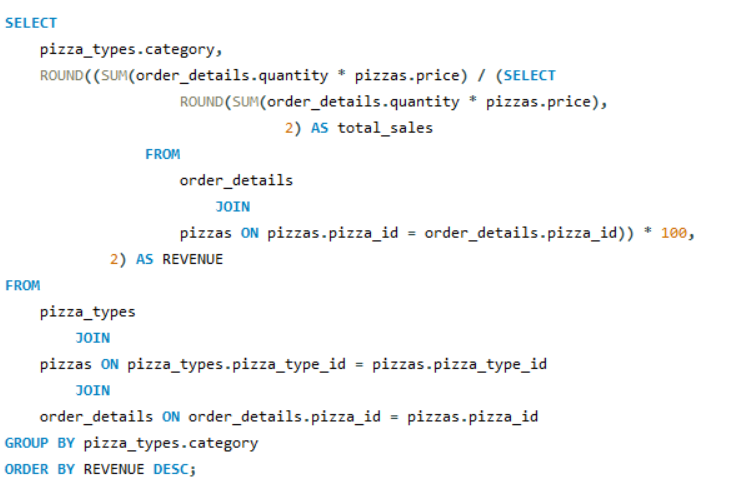 SELECT
pizza_types.category,
ROUND((SUM(order_details.quantity * pizzas.price) / (SELECT
ROUND(SUM(order_details.quantity * pizzas.price),
2) AS total_sales
FROM
order_details
JOIN
pizzas ON pizzas.pizza_id = order_details.pizza_id)) * 100,
2) AS REVENUE
FROM
pizza_types
JOIN
pizzas ON pizza_types.pizza_type_id = pizzas.pizza_type_id
JOIN
order_details ON order_details.pizza_id = pizzas.pizza_id
GROUP BY pizza_types.category
ORDER BY REVENUE DESC;